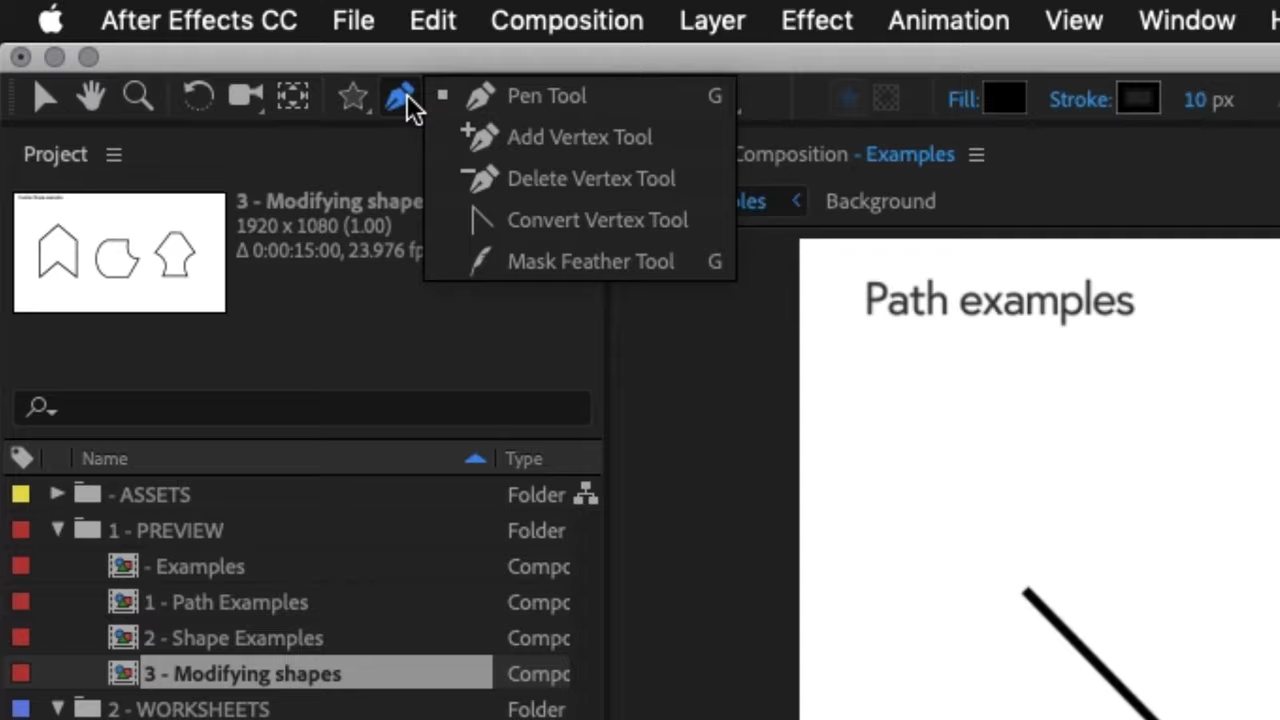 After Effects CC File Edit Composition Layer Effect Animation View Window
Fill: Stroke: 10 px
Pen Tool G
Add Vertex Tool
Delete Vertex Tool
Convert Vertex Tool
Mask Feather Tool G
Project
Composition - Examples
3 - Modifying shape
1920 x 1080 (1.00)
Δ 0:00:15:00, 23.976 fp
les Background
Path examples
Name Type
- ASSETS Folder
1 - PREVIEW Folder
- Examples Compo
1 - Path Examples Compo
2 - Shape Examples Compo
3 - Modifying shapes Compo
2 - WORKSHEETS Folder